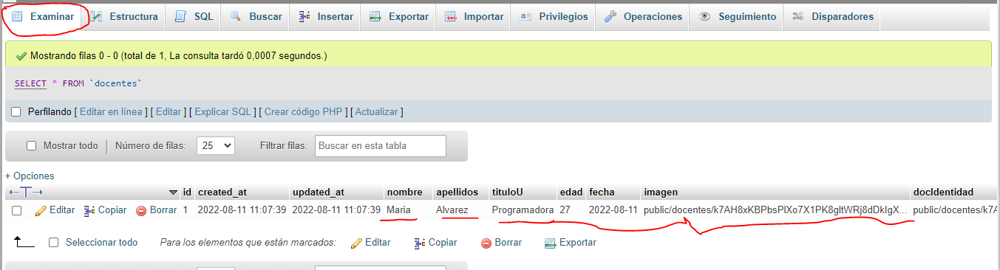 Examinar Estructura SQL Buscar Insertar Exportar Importar Privilegios Operaciones Seguimiento Disparadores
Mostrando filas 0 - 0 (total de 1, La consulta tardó 0,0007 segundos.)
SELECT * FROM `docentes`
Perfilando [ Editar en línea ] [ Editar ] [ Explicar SQL ] [ Crear código PHP ] [ Actualizar ]
Mostrar todo Número de filas: 25 Filtrar filas: Buscar en esta tabla
+ Opciones
←T→ id created_at updated_at nombre apellidos tituloU edad fecha imagen docIdentidad
Editar Copiar Borrar 1 2022-08-11 11:07:39 2022-08-11 11:07:39 Maria Alvarez Programadora 27 2022-08-11 public/docentes/k7AH8xKBPbsPlXo7X1PK8gltWRj8dDkIgX... public/docentes/k7A
Seleccionar todo Para los elementos que están marcados: Editar Copiar Borrar Exportar